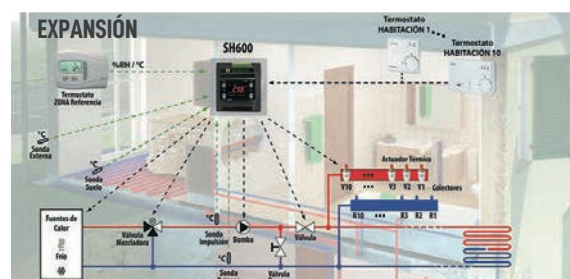 EXPANSIÓN
SH600
Termostato
HABITACIÓN 1
Termostato
HABITACIÓN 10
%RH / °C
Termostato
ZONA Referencia
°C
Sonda
Externa
°C
Sonda
Suelo
Actuador Térmico
V10 ... V3 V2 V1
Colectores
R10 ... R3 R2 R1
Fuentes de
Calor
Frío
Válvula
Mezcladora
°C
Sonda
Impulsión
Bomba
Válvula
°C
Sonda
Válvula